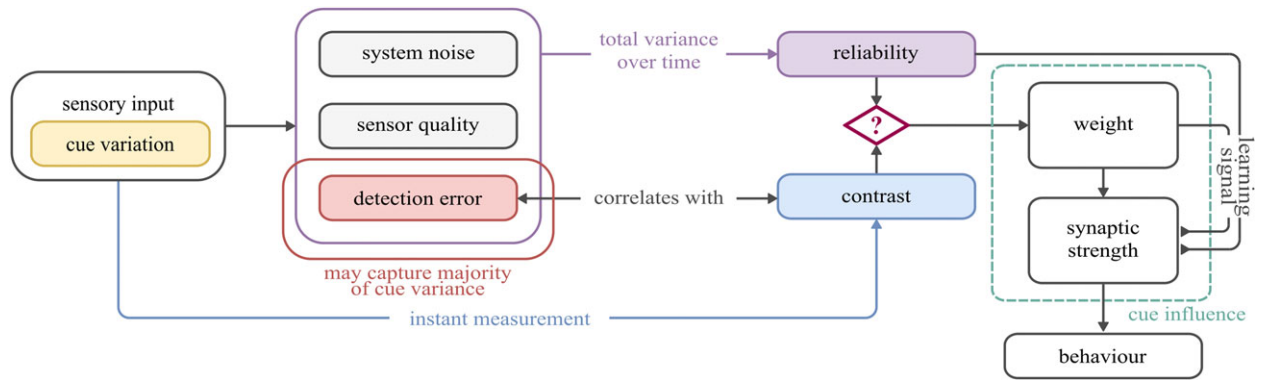 sensory input
cue variation
system noise
sensor quality
detection error
may capture majority
of cue variance
total variance
over time
correlates with
instant measurement
reliability
?
contrast
weight
synaptic
strength
learning
signal
cue influence
behaviour